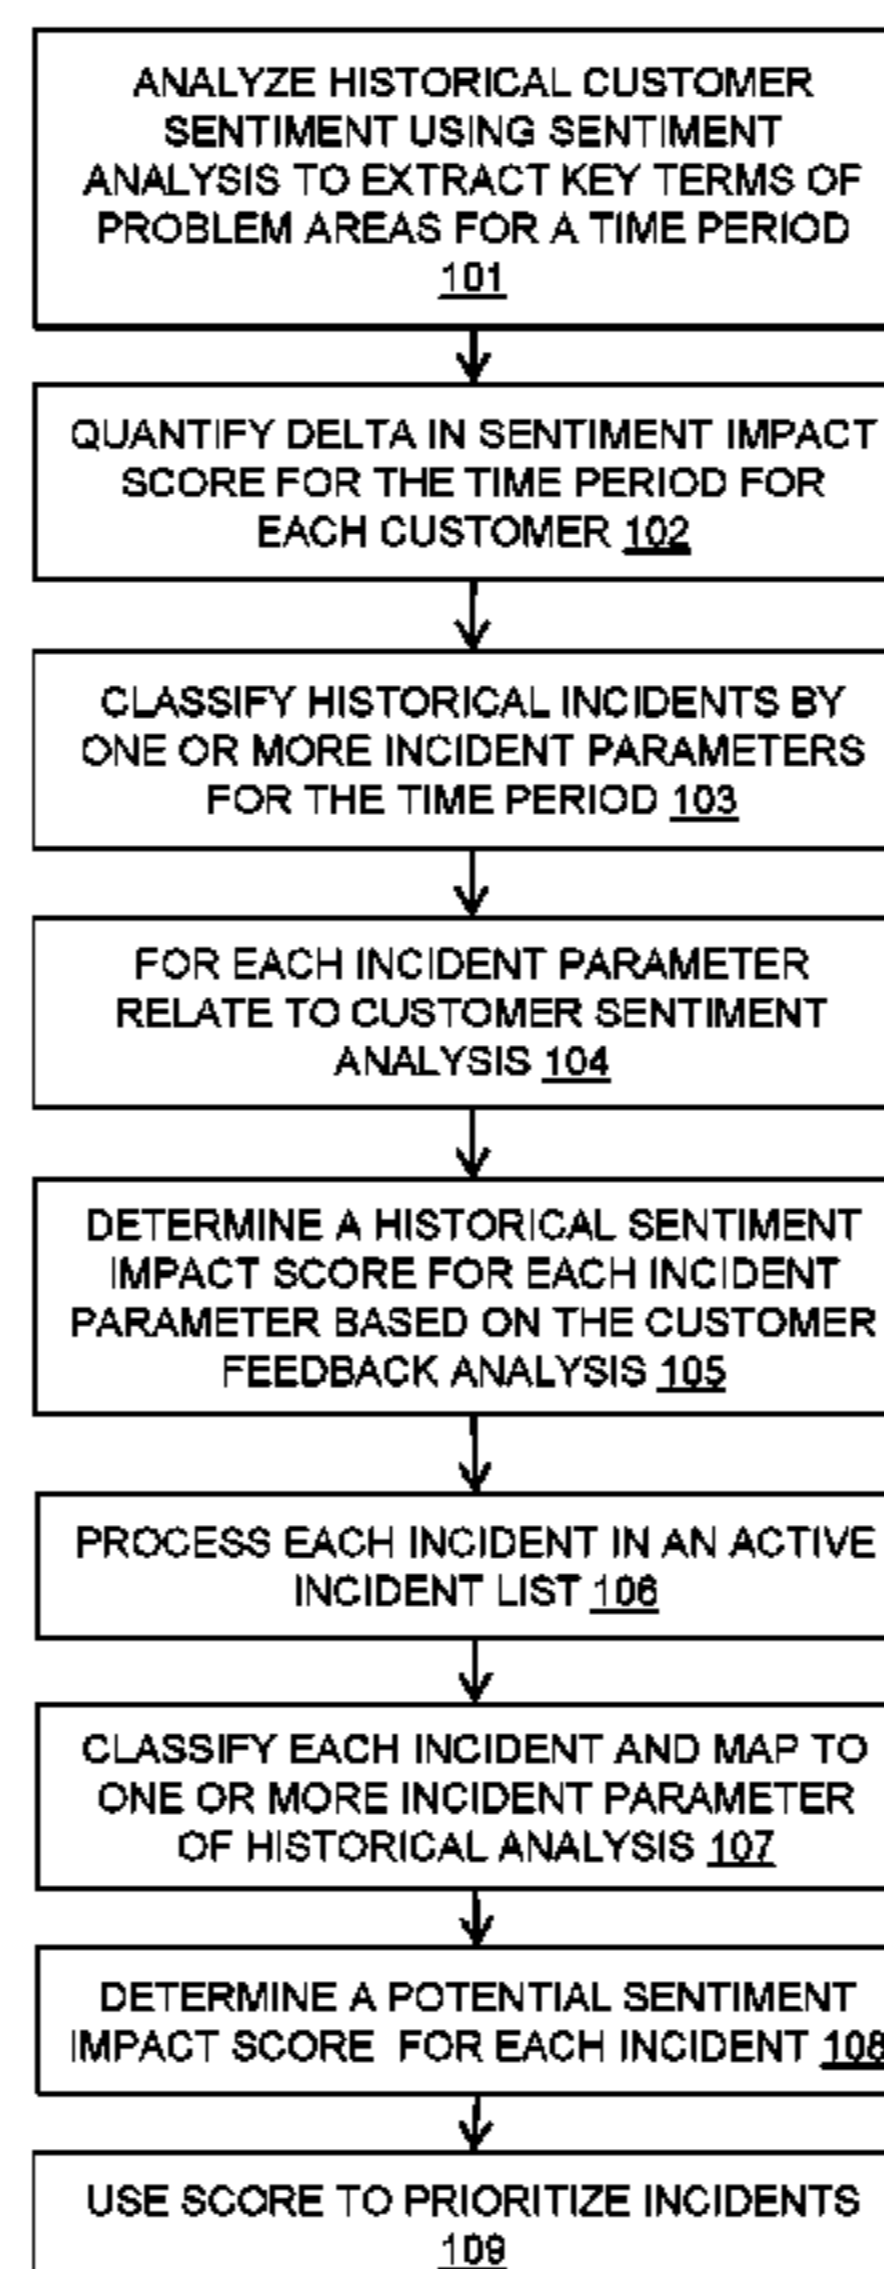 ANALYZE HISTORICAL CUSTOMER
SENTIMENT USING SENTIMENT
ANALYSIS TO EXTRACT KEY TERMS OF
PROBLEM AREAS FOR A TIME PERIOD
101
QUANTIFY DELTA IN SENTIMENT IMPACT
SCORE FOR THE TIME PERIOD FOR
EACH CUSTOMER 102
CLASSIFY HISTORICAL INCIDENTS BY
ONE OR MORE INCIDENT PARAMETERS
FOR THE TIME PERIOD 103
FOR EACH INCIDENT PARAMETER
RELATE TO CUSTOMER SENTIMENT
ANALYSIS 104
DETERMINE A HISTORICAL SENTIMENT
IMPACT SCORE FOR EACH INCIDENT
PARAMETER BASED ON THE CUSTOMER
FEEDBACK ANALYSIS 105
PROCESS EACH INCIDENT IN AN ACTIVE
INCIDENT LIST 106
CLASSIFY EACH INCIDENT AND MAP TO
ONE OR MORE INCIDENT PARAMETER
OF HISTORICAL ANALYSIS 107
DETERMINE A POTENTIAL SENTIMENT
IMPACT SCORE FOR EACH INCIDENT 108
USE SCORE TO PRIORITIZE INCIDENTS
109